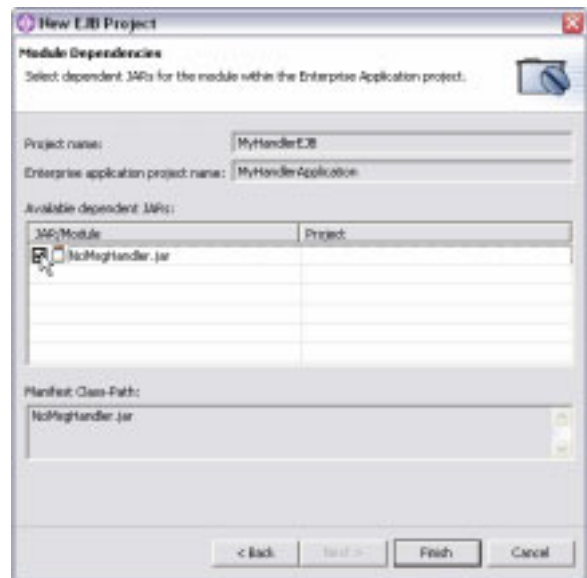 New EJB Project
Module Dependencies
Select dependent JARs for the module within the Enterprise Application project.
Project name: MyHandlerEJB
Enterprise application project name: MyHandlerApplication
Available dependent JARs:
JAR/Module Project
NoMsgHandler.jar
Manifest Class-Path:
NoMsgHandler.jar
< Back Next > Finish Cancel